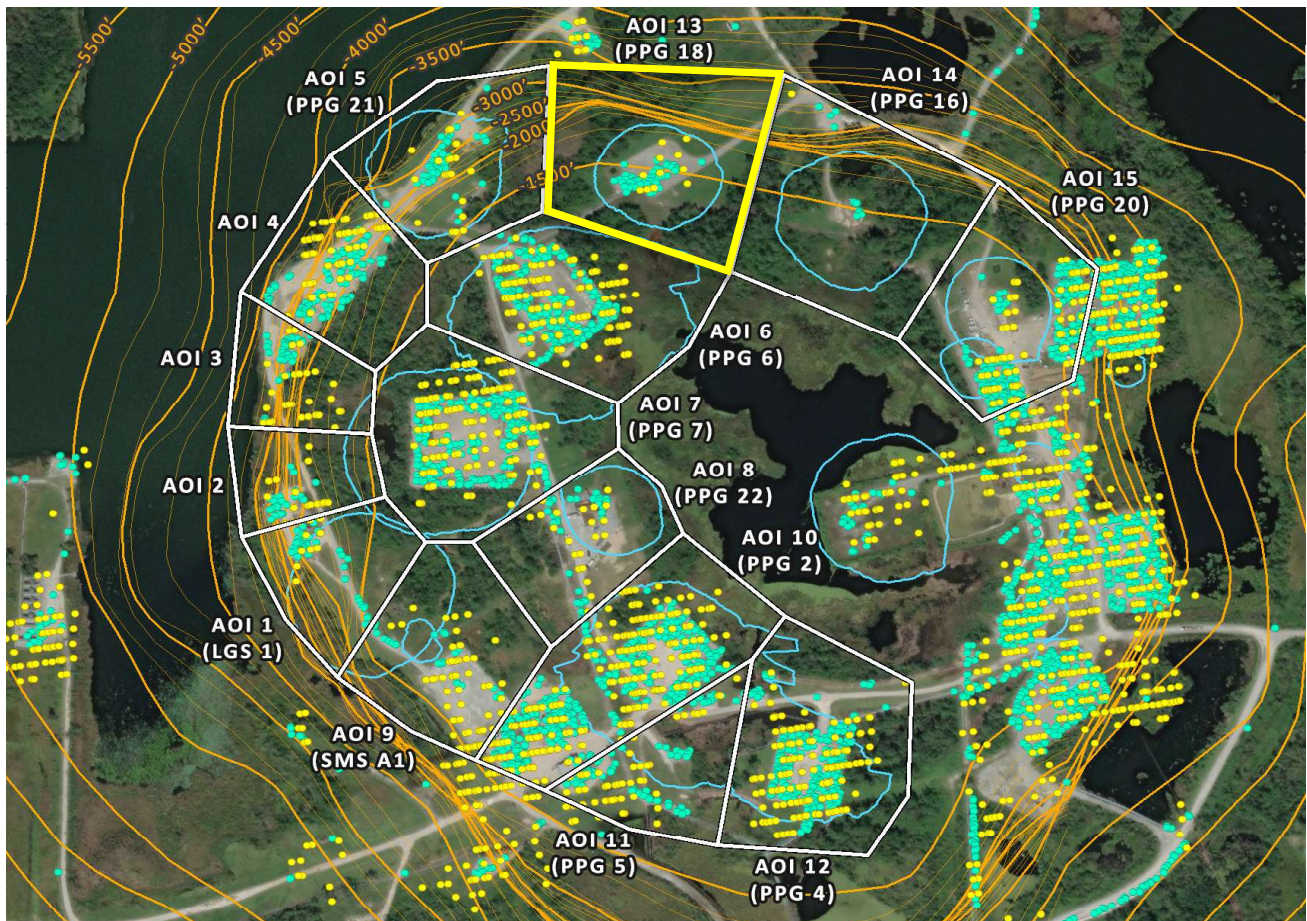 -5500'
-5000'
-4500'
-4000'
-3500'
-3000'
-2500'
-2000'
-1500'
AOI 13
(PPG 18)
AOI 5
(PPG 21)
AOI 14
(PPG 16)
AOI 15
(PPG 20)
AOI 4
AOI 3
AOI 6
(PPG 6)
AOI 7
(PPG 7)
AOI 2
AOI 8
(PPG 22)
AOI 10
(PPG 2)
AOI 1
(LGS 1)
AOI 9
(SMS A1)
AOI 11
(PPG 5)
AOI 12
(PPG 4)